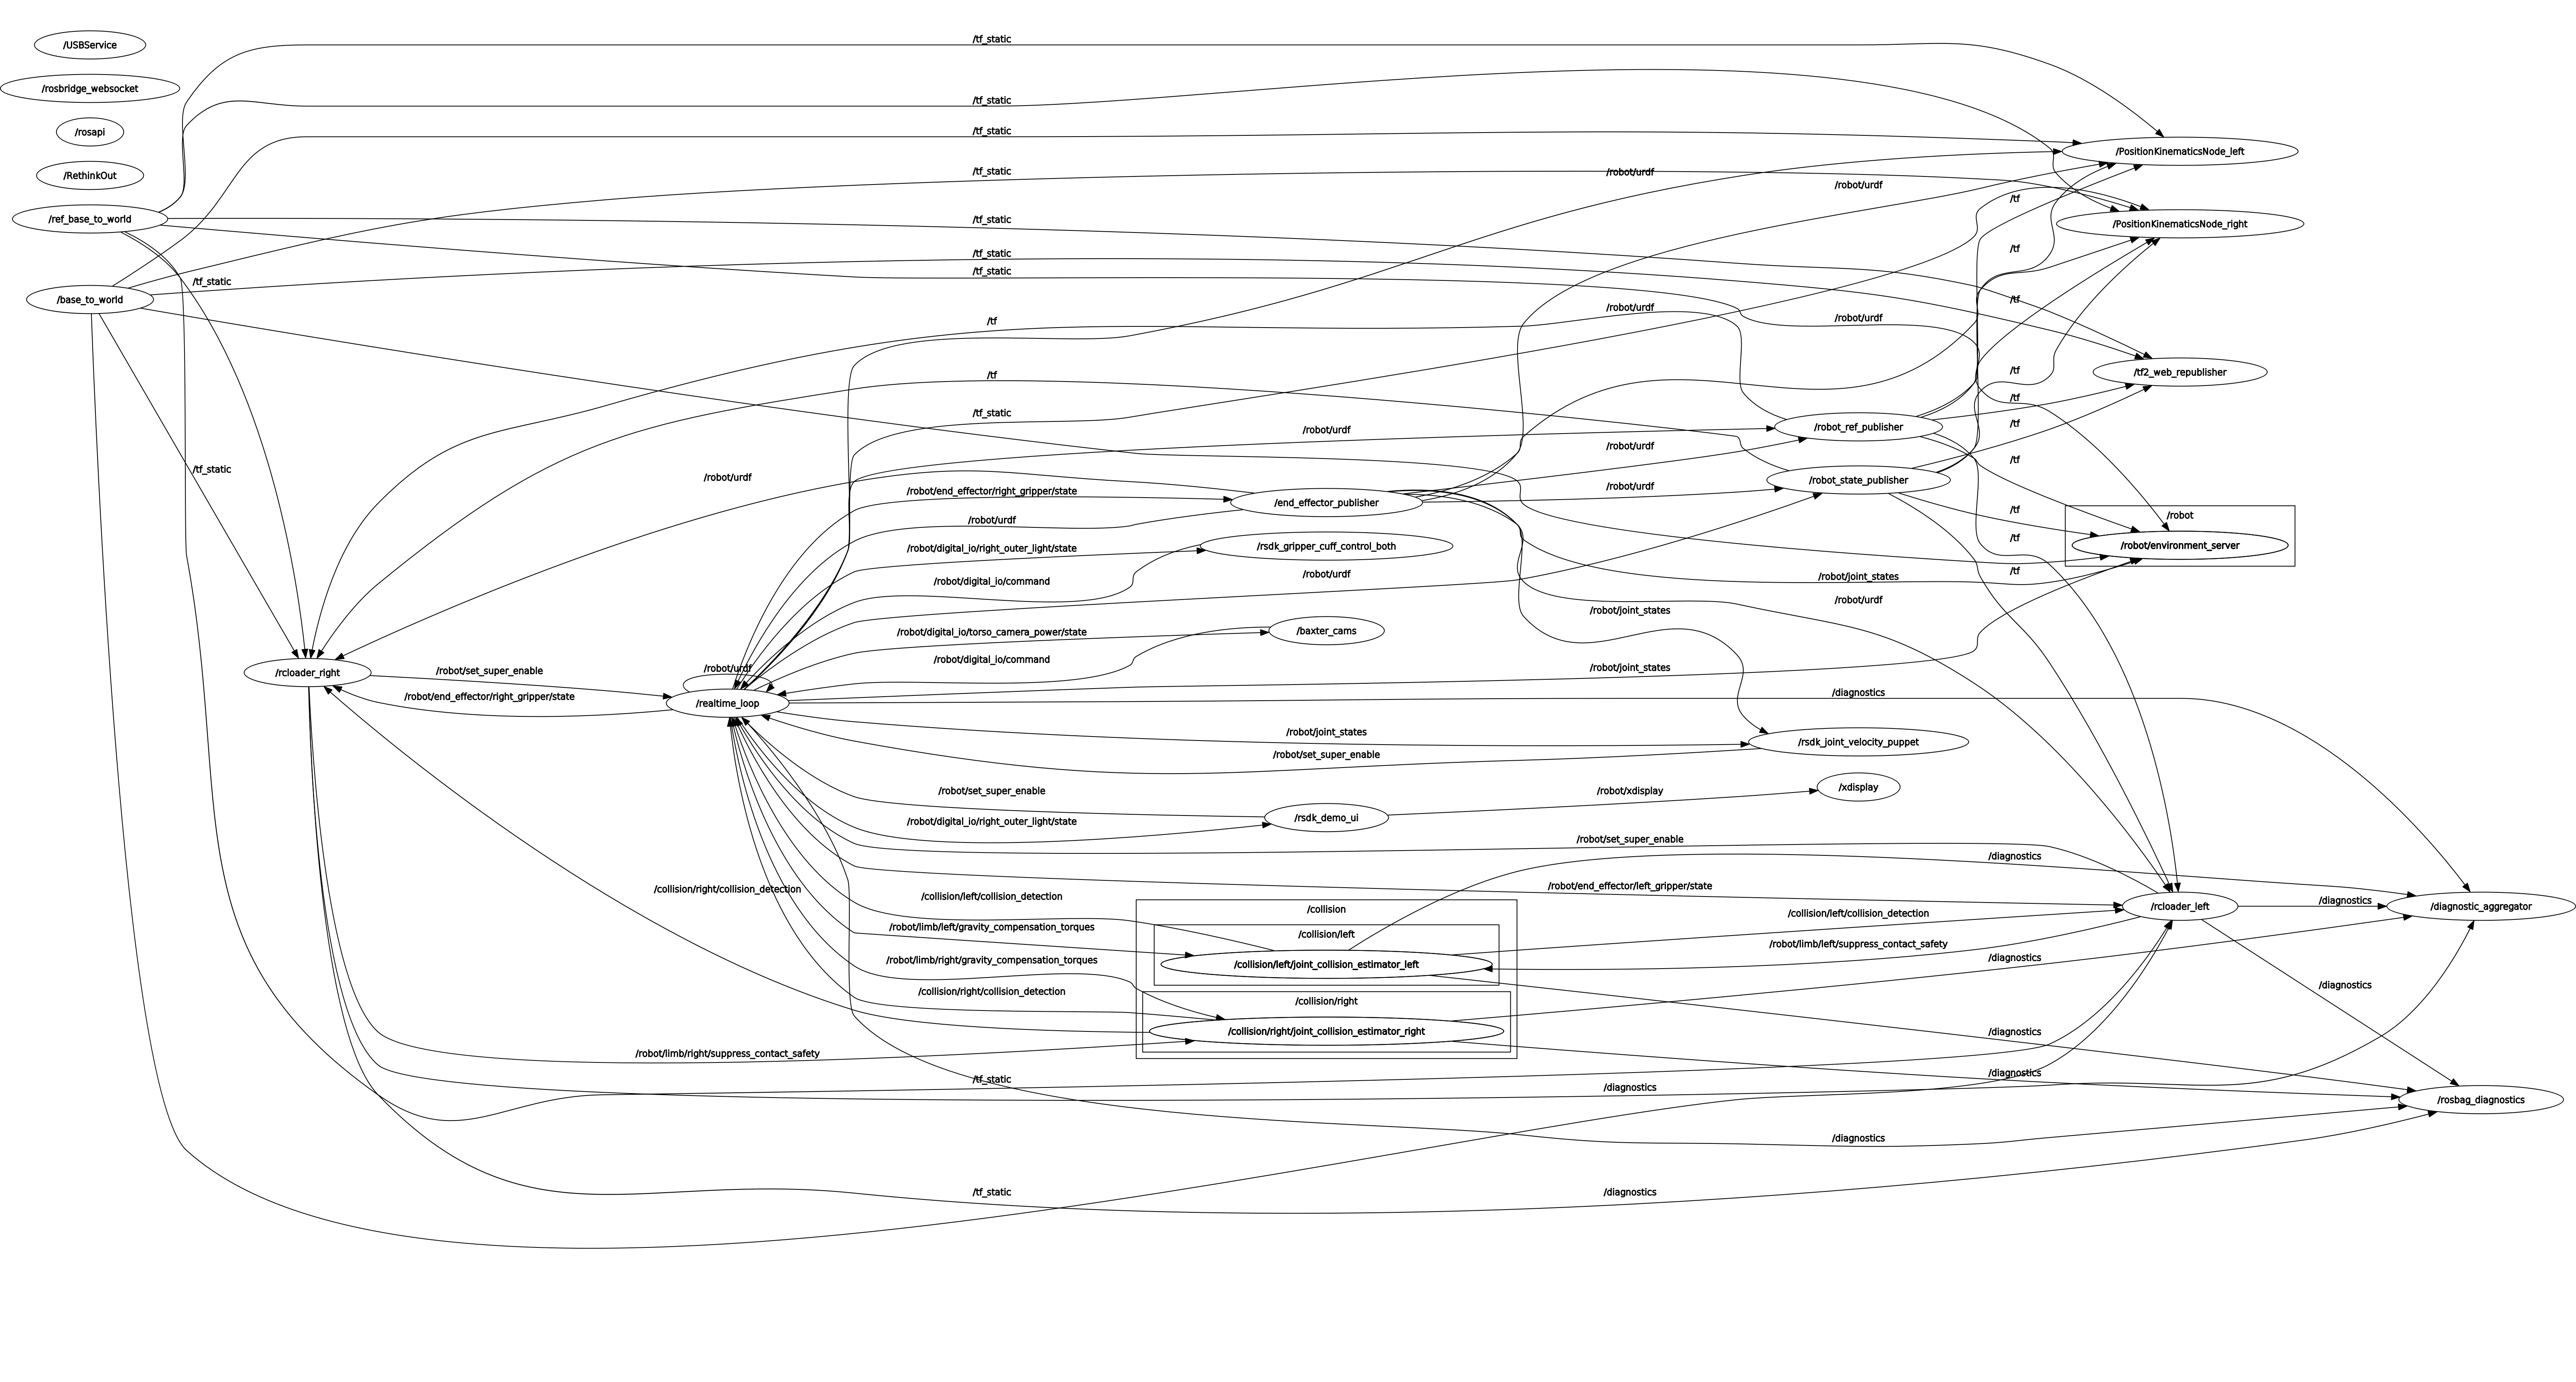 /USBService
/rosbridge_websocket
/rosapi
/RethinkOut
/ref_base_to_world
/base_to_world
/tf_static
/tf_static
/tf_static
/tf_static
/tf_static
/tf_static
/tf_static
/tf_static
/tf_static
/tf
/tf
/tf_static
/robot/urdf
/rcloader_right
/robot/set_super_enable
/robot/end_effector/right_gripper/state
/robot/urdf
/realtime_loop
/collision/right/collision_detection
/robot/limb/right/suppress_contact_safety
/robot/end_effector/right_gripper/state
/robot/urdf
/robot/digital_io/right_outer_light/state
/robot/digital_io/command
/robot/digital_io/torso_camera_power/state
/robot/digital_io/command
/robot/set_super_enable
/robot/digital_io/right_outer_light/state
/collision/left/collision_detection
/robot/limb/left/gravity_compensation_torques
/robot/limb/right/gravity_compensation_torques
/collision/right/collision_detection
/tf_static
/tf_static
/robot/urdf
/end_effector_publisher
/rsdk_gripper_cuff_control_both
/robot/urdf
/baxter_cams
/robot/joint_states
/robot/set_super_enable
/rsdk_demo_ui
/collision
/collision/left
/collision/left/joint_collision_estimator_left
/collision/right
/collision/right/joint_collision_estimator_right
/robot/urdf
/robot/urdf
/robot/urdf
/robot/urdf
/robot/joint_states
/robot/joint_states
/robot/xdisplay
/robot/set_super_enable
/robot/end_effector/left_gripper/state
/diagnostics
/diagnostics
/robot/urdf
/robot/urdf
/robot_ref_publisher
/robot_state_publisher
/robot/joint_states
/robot/urdf
/diagnostics
/rsdk_joint_velocity_puppet
/xdisplay
/collision/left/collision_detection
/robot/limb/left/suppress_contact_safety
/diagnostics
/tf
/tf
/tf
/tf
/tf
/tf
/tf
/tf
/tf
/tf
/diagnostics
/diagnostics
/diagnostics
/diagnostics
/PositionKinematicsNode_left
/PositionKinematicsNode_right
/tf2_web_republisher
/robot
/robot/environment_server
/rcloader_left
/diagnostics
/diagnostics
/diagnostic_aggregator
/rosbag_diagnostics